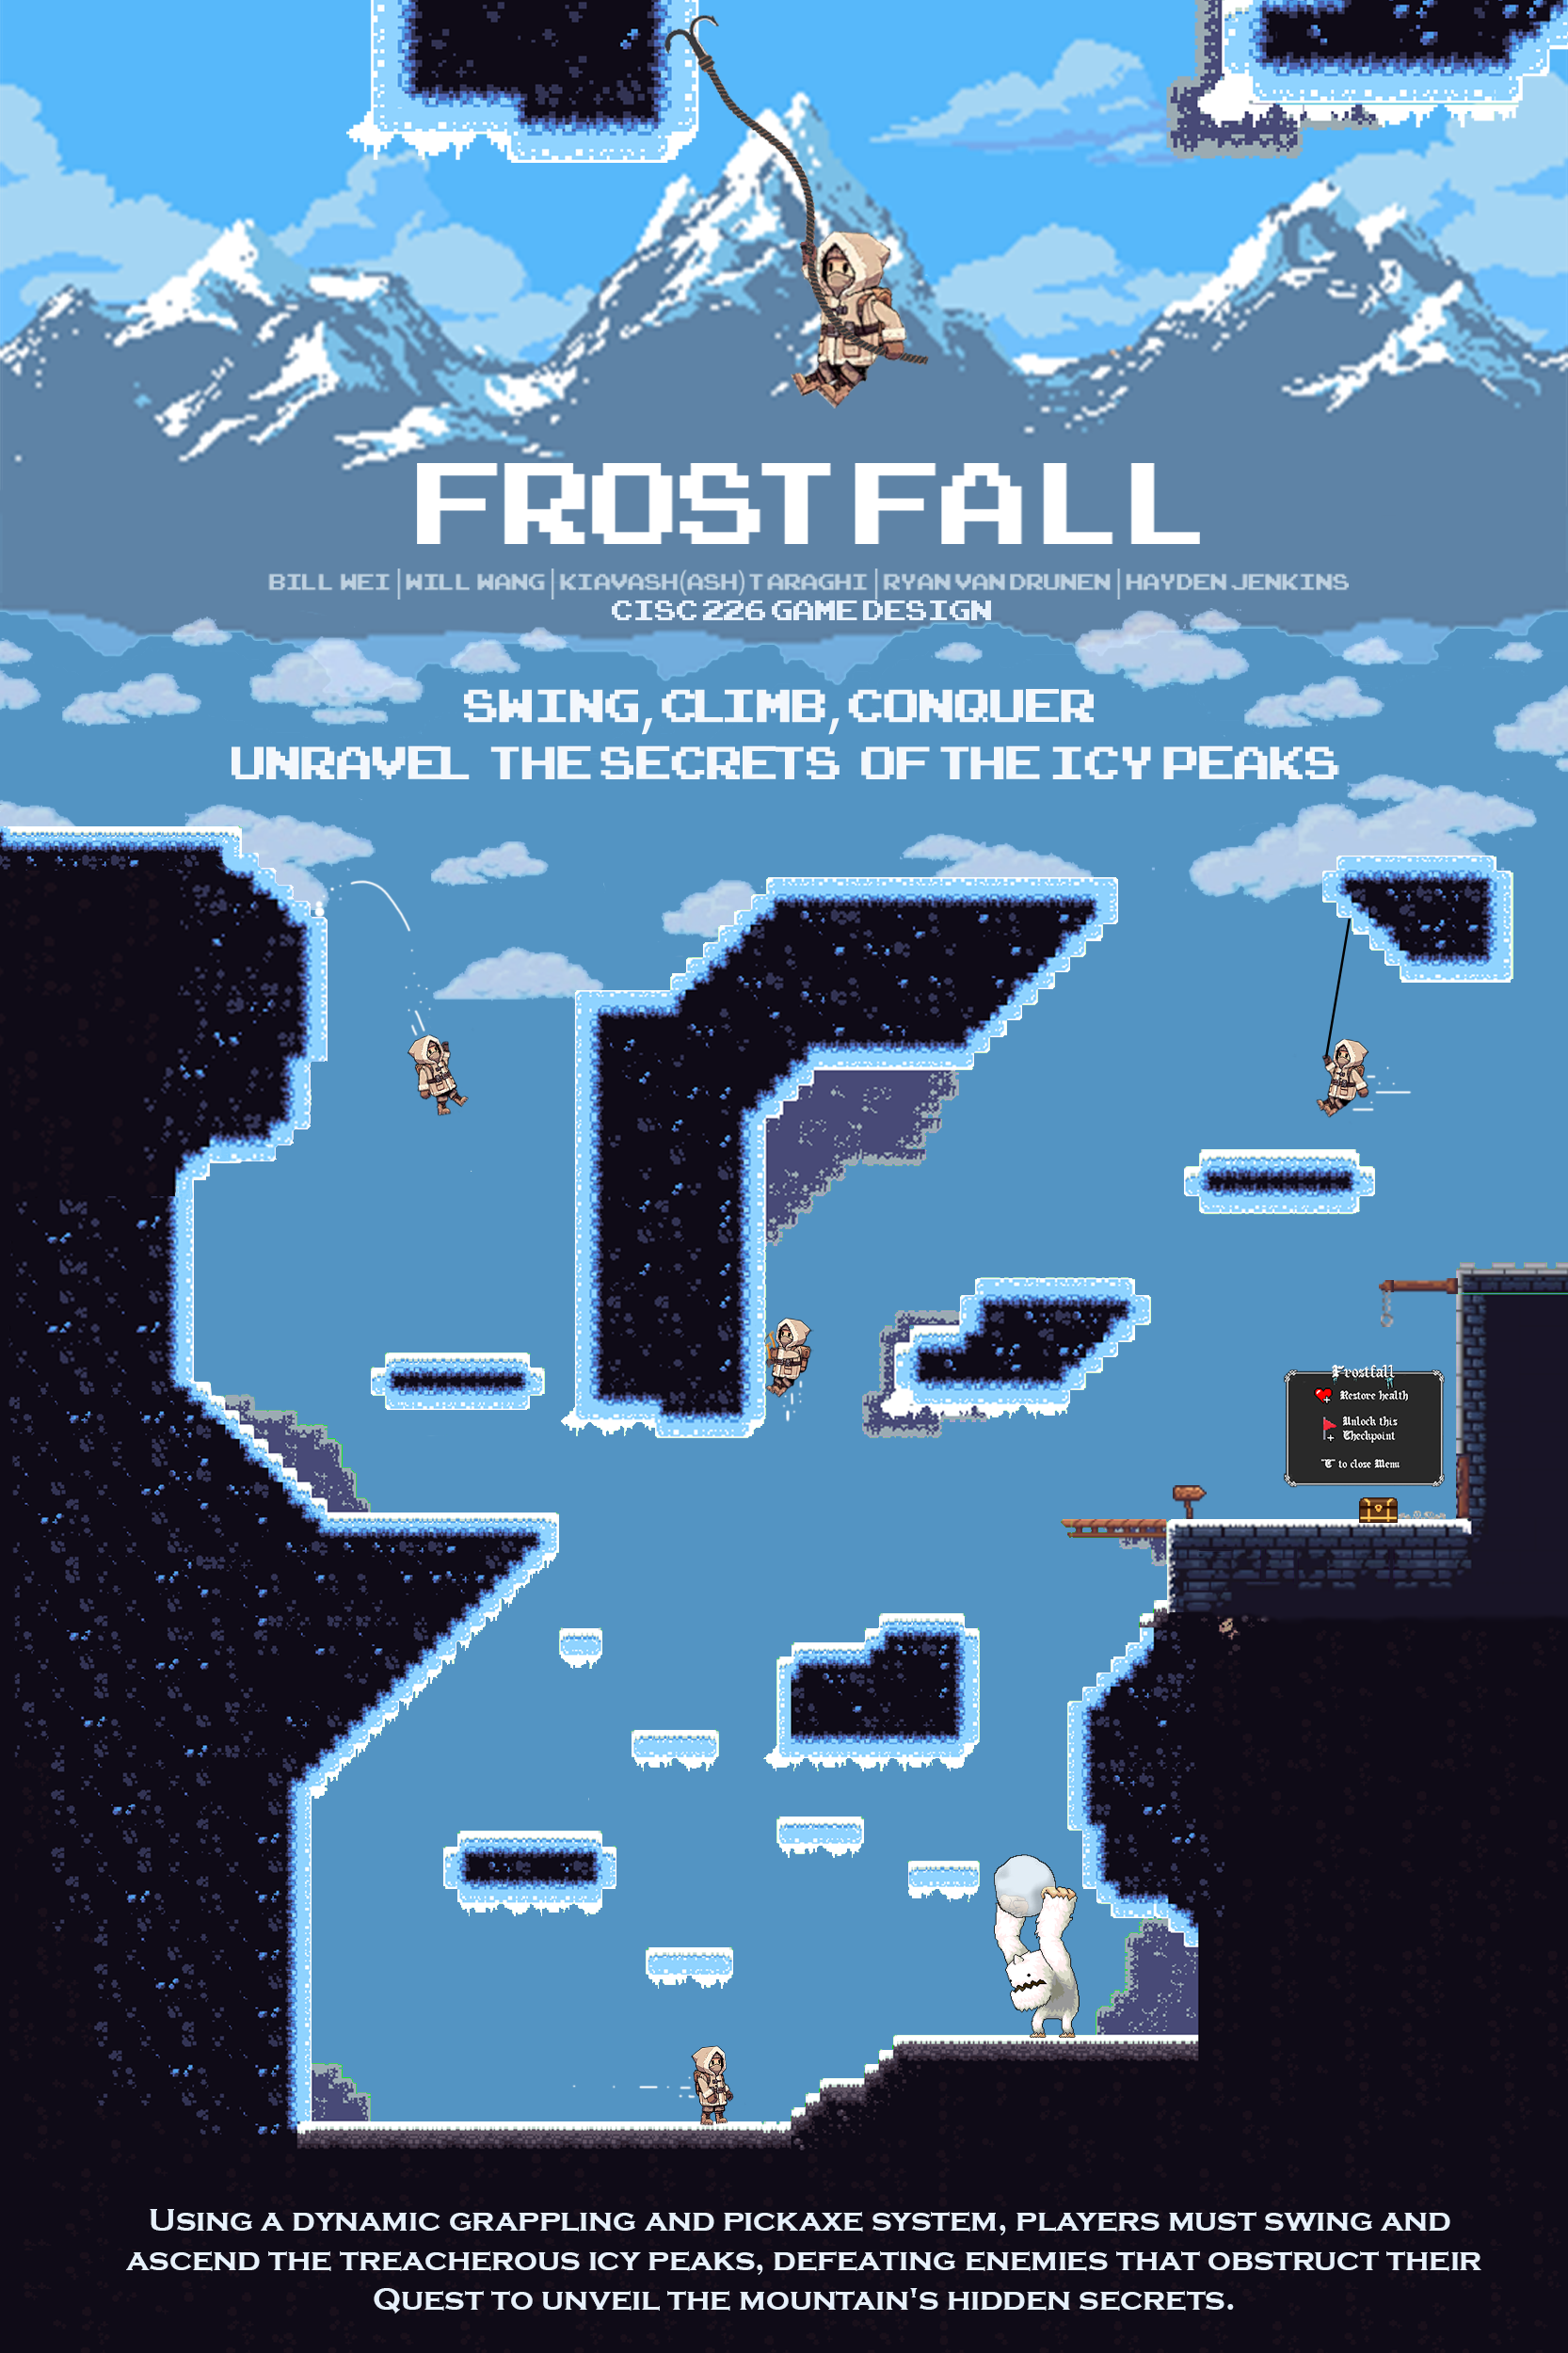 FROSTFALL
BILL WEI|WILL WANG|KIAVASH(ASH)TARAGHI|RYAN VAN DRUNEN|HAYDEN JENKINS
CISC 226 GAME DESIGN
SWING, CLIMB, CONQUER
UNRAVEL THE SECRETS OF THE ICY PEAKS
Frostfall
Restore health
Unlock this
Checkpoint
T to close Menu
USING A DYNAMIC GRAPPLING AND PICKAXE SYSTEM, PLAYERS MUST SWING AND
ASCEND THE TREACHEROUS ICY PEAKS, DEFEATING ENEMIES THAT OBSTRUCT THEIR
QUEST TO UNVEIL THE MOUNTAIN'S HIDDEN SECRETS.